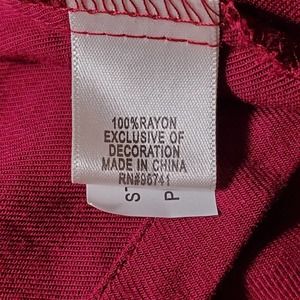 100%RAYON
EXCLUSIVE OF
DECORATION
MADE IN CHINA
RN#96741
S P